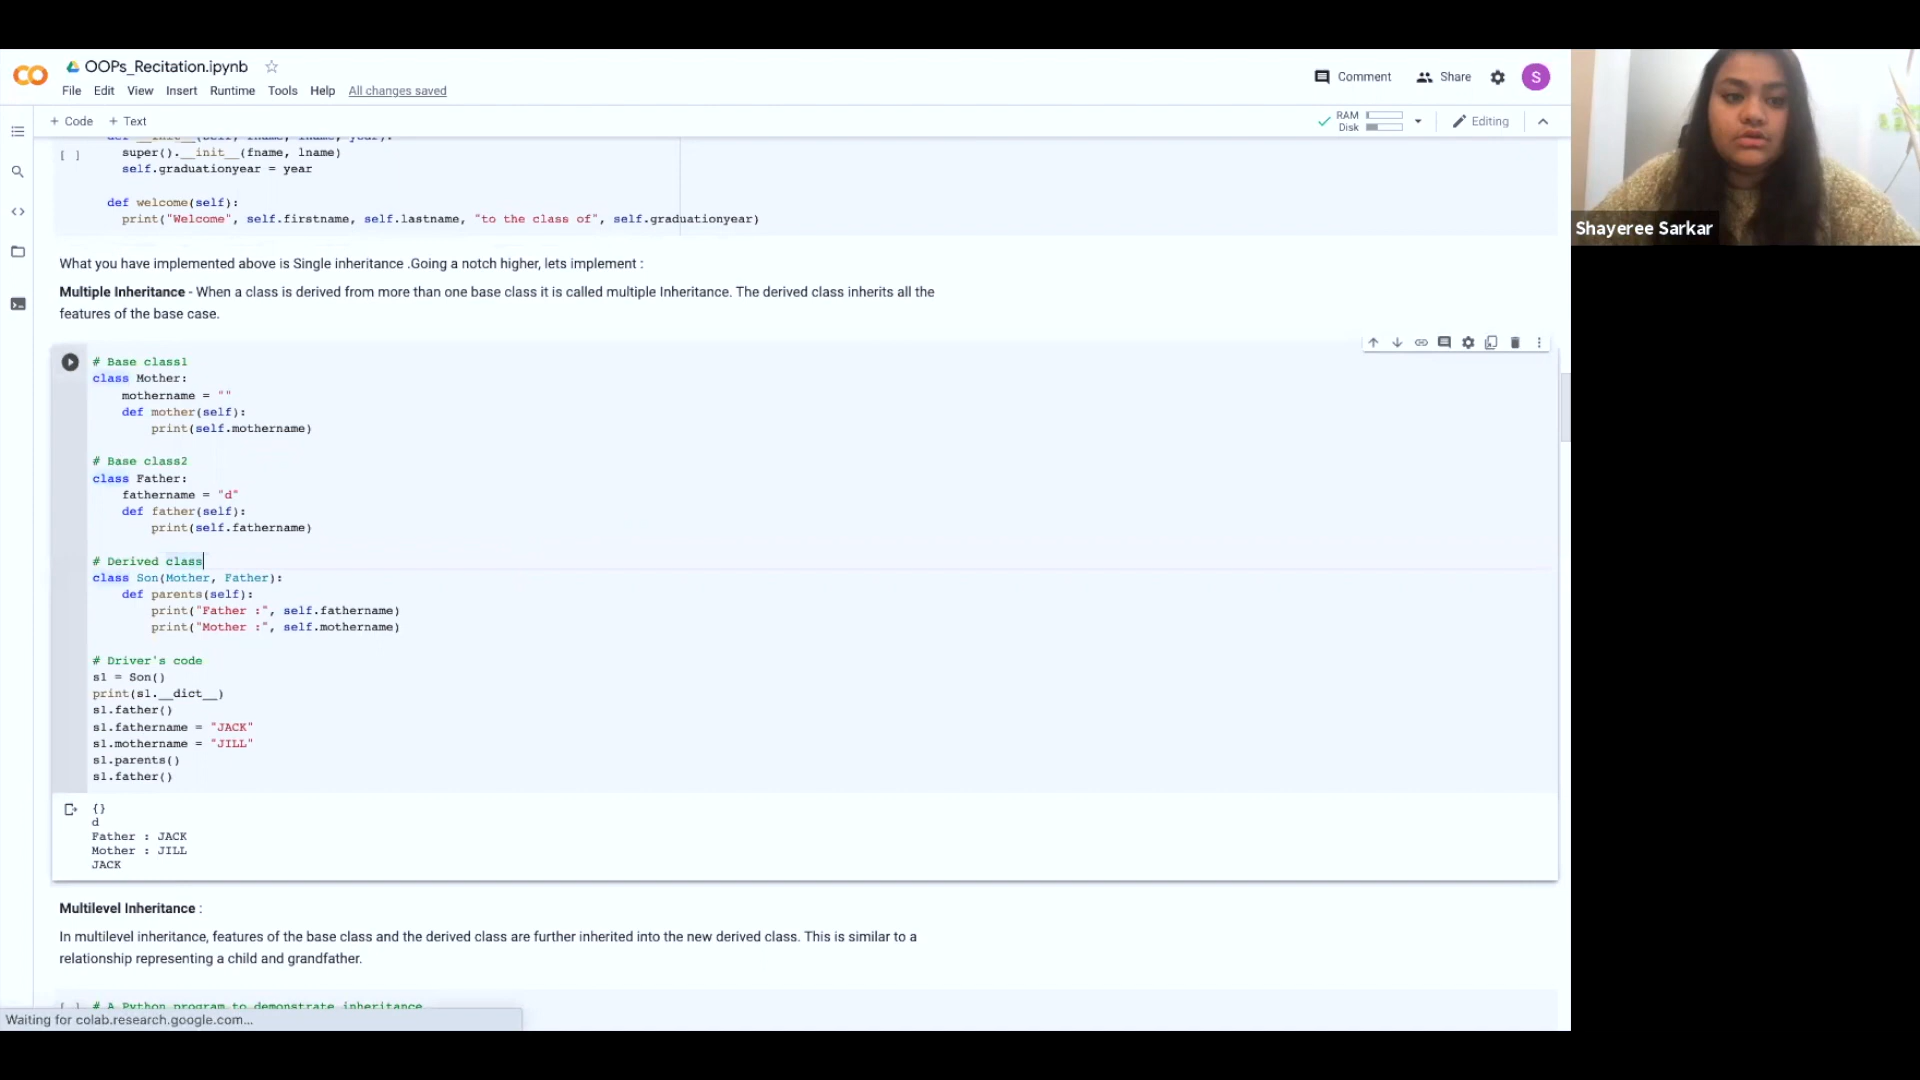 OOPs_Recitation.ipynb
File Edit View Insert Runtime Tools Help All changes saved
Comment Share S
+ Code + Text
RAM
Disk
Editing
[ ]
super().__init__(fname, lname)
self.graduationyear = year
def welcome(self):
print("Welcome", self.firstname, self.lastname, "to the class of", self.graduationyear)
What you have implemented above is Single inheritance .Going a notch higher, lets implement :
Multiple Inheritance - When a class is derived from more than one base class it is called multiple Inheritance. The derived class inherits all the
features of the base case.
# Base class1
class Mother:
mothername = ""
def mother(self):
print(self.mothername)
# Base class2
class Father:
fathername = "d"
def father(self):
print(self.fathername)
# Derived class
class Son(Mother, Father):
def parents(self):
print("Father :", self.fathername)
print("Mother :", self.mothername)
# Driver's code
s1 = Son()
print(s1.__dict__)
s1.father()
s1.fathername = "JACK"
s1.mothername = "JILL"
s1.parents()
s1.father()
{}
d
Father : JACK
Mother : JILL
JACK
Multilevel Inheritance :
In multilevel inheritance, features of the base class and the derived class are further inherited into the new derived class. This is similar to a
relationship representing a child and grandfather.
[ ] # A Python program to demonstrate inheritance
Waiting for colab.research.google.com...
Shayeree Sarkar